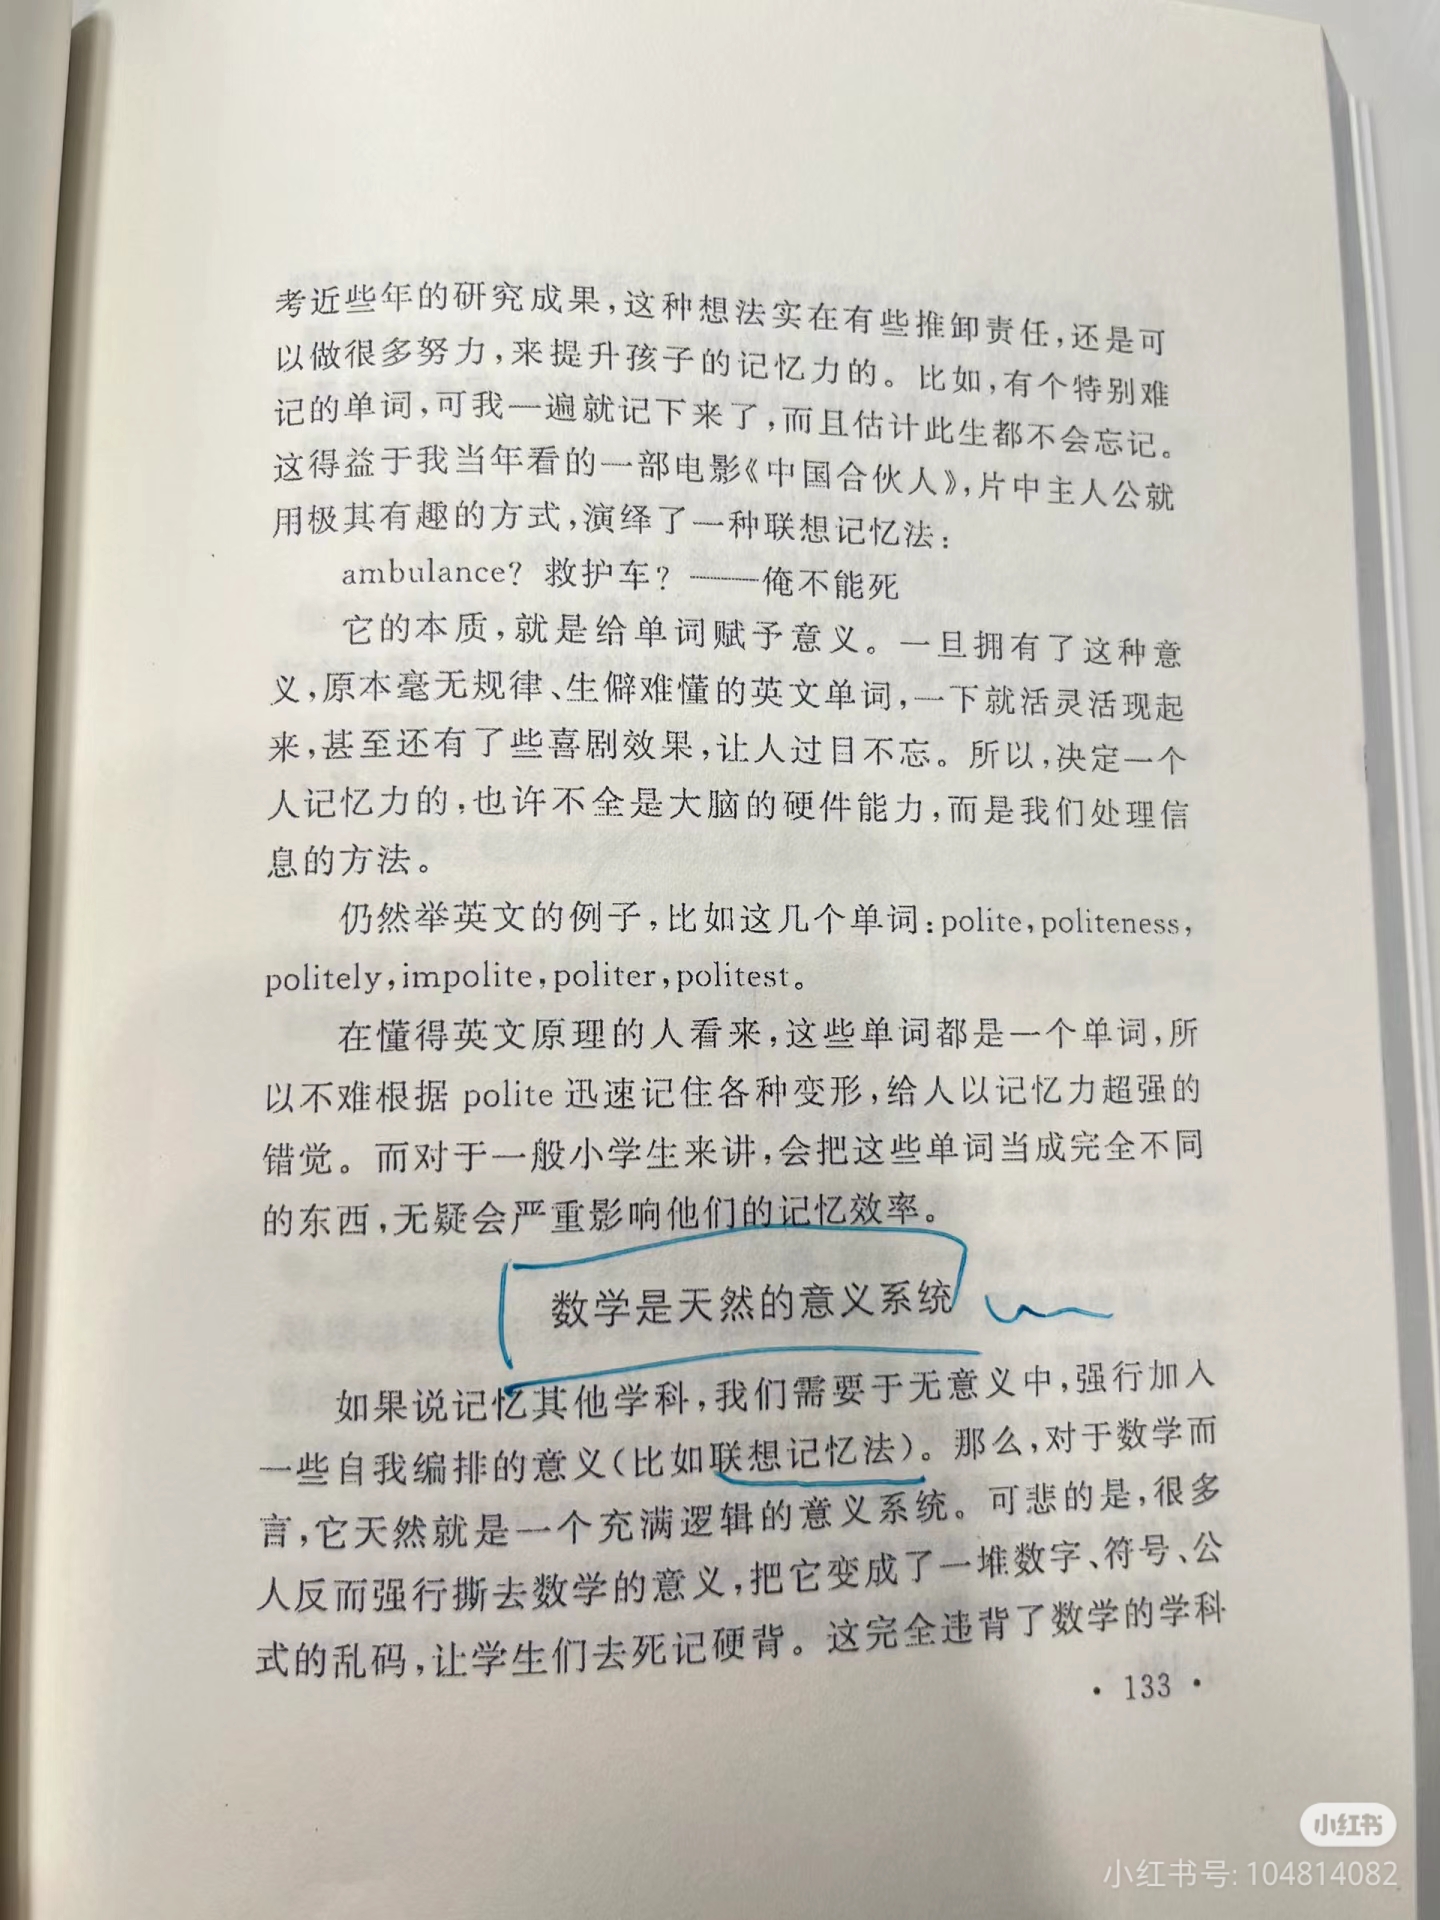 考近些年的研究成果，这种想法实在有些推卸责任，还是可
以做很多努力，来提升孩子的记忆力的。比如，有个特别难
记的单词，可我一遍就记下来了，而且估计此生都不会忘记。
这得益于我当年看的一部电影《中国合伙人》，片中主人公就
用极其有趣的方式，演绎了一种联想记忆法：
ambulance？救护车？——俺不能死
它的本质，就是给单词赋予意义。一旦拥有了这种意
义，原本毫无规律、生僻难懂的英文单词，一下就活灵活现起
来，甚至还有了些喜剧效果，让人过目不忘。所以，决定一个
人记忆力的，也许不全是大脑的硬件能力，而是我们处理信
息的方法。
仍然举英文的例子，比如这几个单词：polite，politeness，
politely，impolite，politer，politest。
在懂得英文原理的人看来，这些单词都是一个单词，所
以不难根据 polite 迅速记住各种变形，给人以记忆力超强的
错觉。而对于一般小学生来讲，会把这些单词当成完全不同
的东西，无疑会严重影响他们的记忆效率。
数学是天然的意义系统
如果说记忆其他学科，我们需要于无意义中，强行加入
一些自我编排的意义（比如联想记忆法）。那么，对于数学而
言，它天然就是一个充满逻辑的意义系统。可悲的是，很多
人反而强行撕去数学的意义，把它变成了一堆数字、符号、公
式的乱码，让学生们去死记硬背。这完全违背了数学的学科
· 133 ·
小红书
小红书号: 104814082